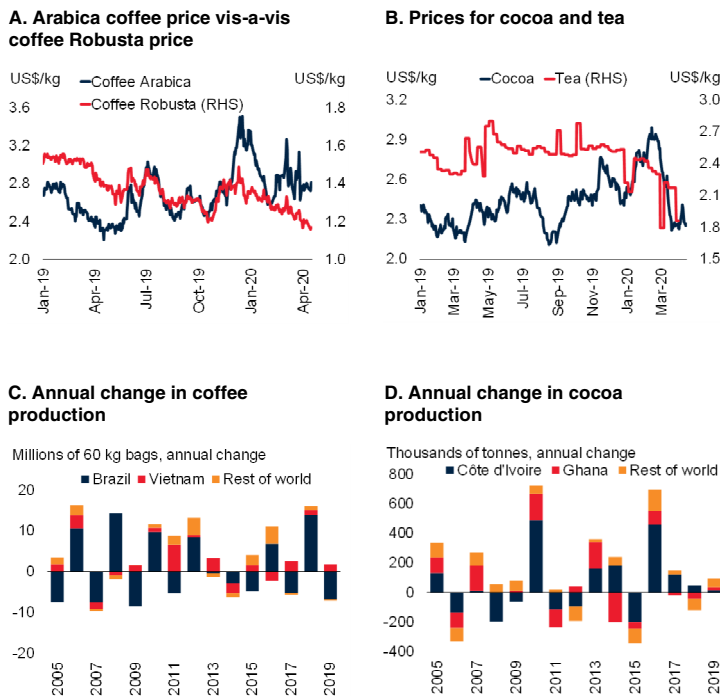 A. Arabica coffee price vis-a-vis
coffee Robusta price
US$/kg
US$/kg
Coffee Arabica
Coffee Robusta (RHS)
3.6
3.2
2.8
2.4
2.0
1.8
1.6
1.4
1.2
1.0
Jan-19
Apr-19
Jul-19
Oct-19
Jan-20
Apr-20
B. Prices for cocoa and tea
US$/kg
US$/kg
Cocoa
Tea (RHS)
3.2
2.9
2.6
2.3
2.0
3.0
2.7
2.4
2.1
1.8
1.5
Jan-19
Mar-19
May-19
Jul-19
Sep-19
Nov-19
Jan-20
Mar-20
C. Annual change in coffee
production
Millions of 60 kg bags, annual change
Brazil
Vietnam
Rest of world
20
10
0
-10
-20
2005
2007
2009
2011
2013
2015
2017
2019
D. Annual change in cocoa
production
Thousands of tonnes, annual change
Côte d'Ivoire
Ghana
Rest of world
800
600
400
200
0
-200
-400
2005
2007
2009
2011
2013
2015
2017
2019